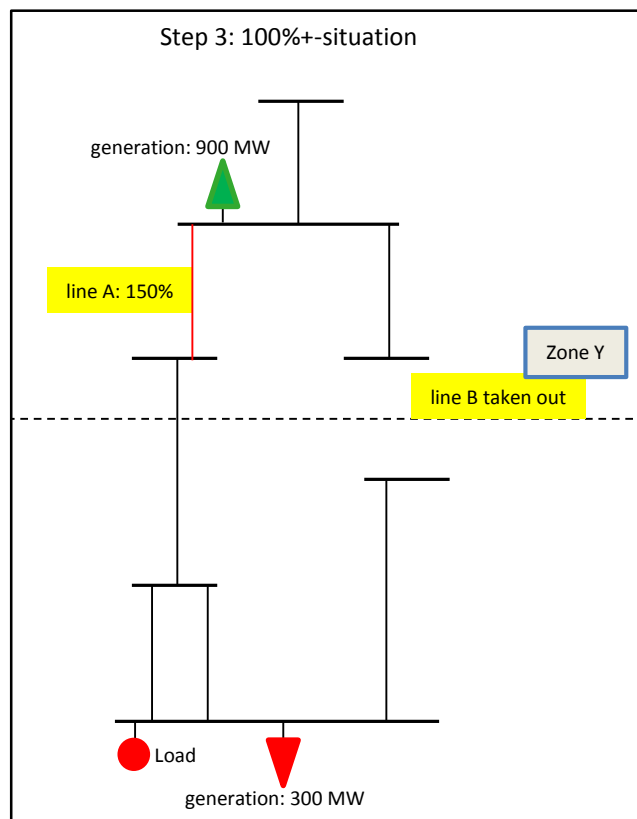 Step 3: 100%+-situation
generation: 900 MW
line A: 150%
Zone Y
line B taken out
Load
generation: 300 MW